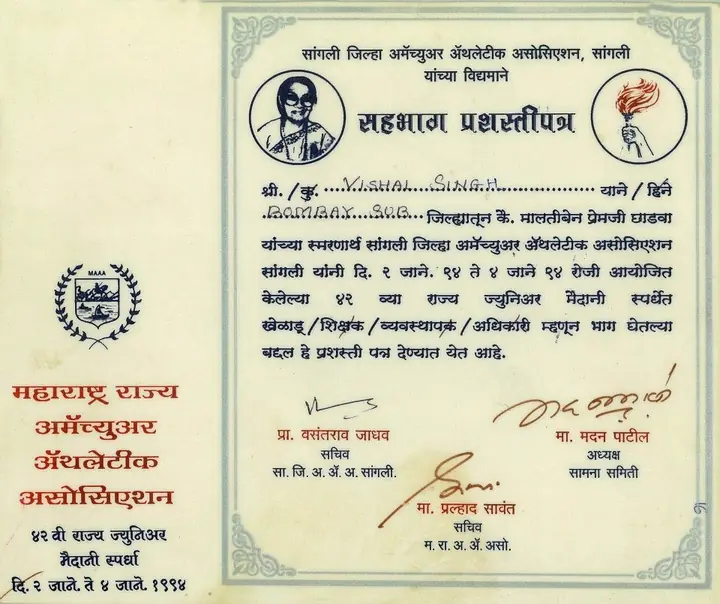 सांगली जिल्हा अमॅच्युअर ॲथलेटीक असोसिएशन, सांगली
यांच्या विद्यमाने
सहभाग प्रशस्तीपत्र
श्री. / कु. VISHAL SINGH याने / हिने
BOMBAY SUB जिल्ह्यातून कै. मालतीबेन प्रेमजी छाडवा
यांच्या स्मरणार्थ सांगली जिल्हा अमॅच्युअर ॲथलेटीक असोसिएशन
सांगली यांनी दि. २ जाने. ९४ ते ४ जाने ९४ रोजी आयोजित
केलेल्या ४२ व्या राज्य ज्युनिअर मैदानी स्पर्धेत
खेळाडू / शिक्षक / व्यवस्थापक / अधिकारी म्हणून भाग घेतल्या
बद्दल हे प्रशस्ती पत्र देण्यात येत आहे.
प्रा. वसंतराव जाधव
सचिव
सा. जि. अ. ॲ. अ. सांगली.
मा. मदन पाटील
अध्यक्ष
सामना समिती
मा. प्रल्हाद सावंत
सचिव
म. रा. अ. ॲ. असो.
MAAA
महाराष्ट्र राज्य
अमॅच्युअर
ॲथलेटीक
असोसिएशन
४२ वी राज्य ज्युनिअर
मैदानी स्पर्धा
दि. २ जाने. ते ४ जाने. १९९४